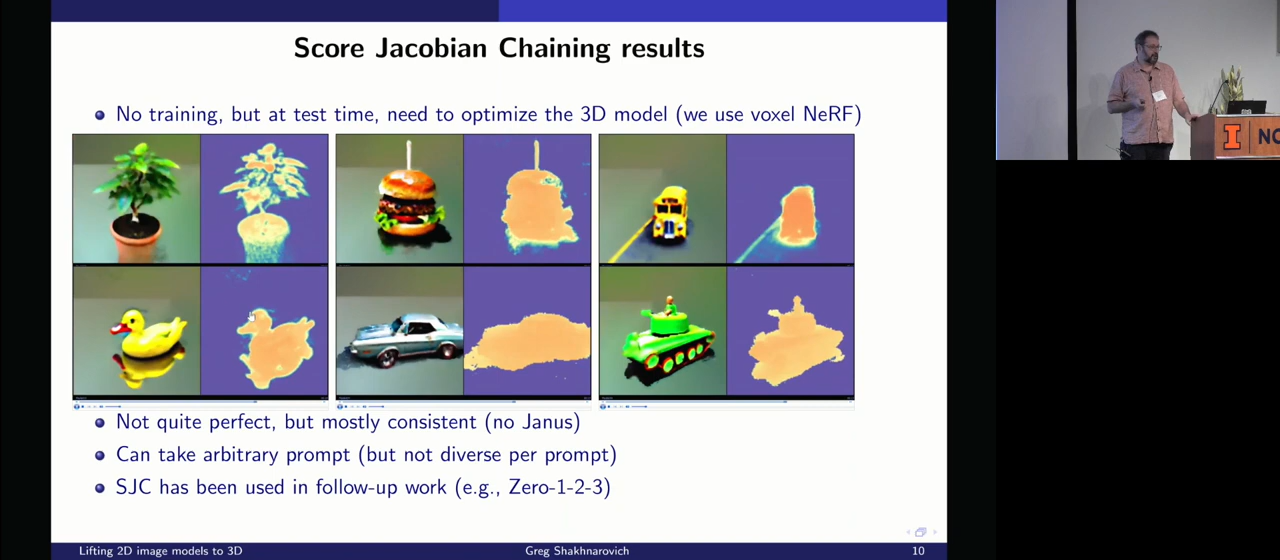 Score Jacobian Chaining results
No training, but at test time, need to optimize the 3D model (we use voxel NeRF)
Not quite perfect, but mostly consistent (no Janus)
Can take arbitrary prompt (but not diverse per prompt)
SJC has been used in follow-up work (e.g., Zero-1-2-3)
Lifting 2D image models to 3D
Greg Shakhnarovich
10
I NC